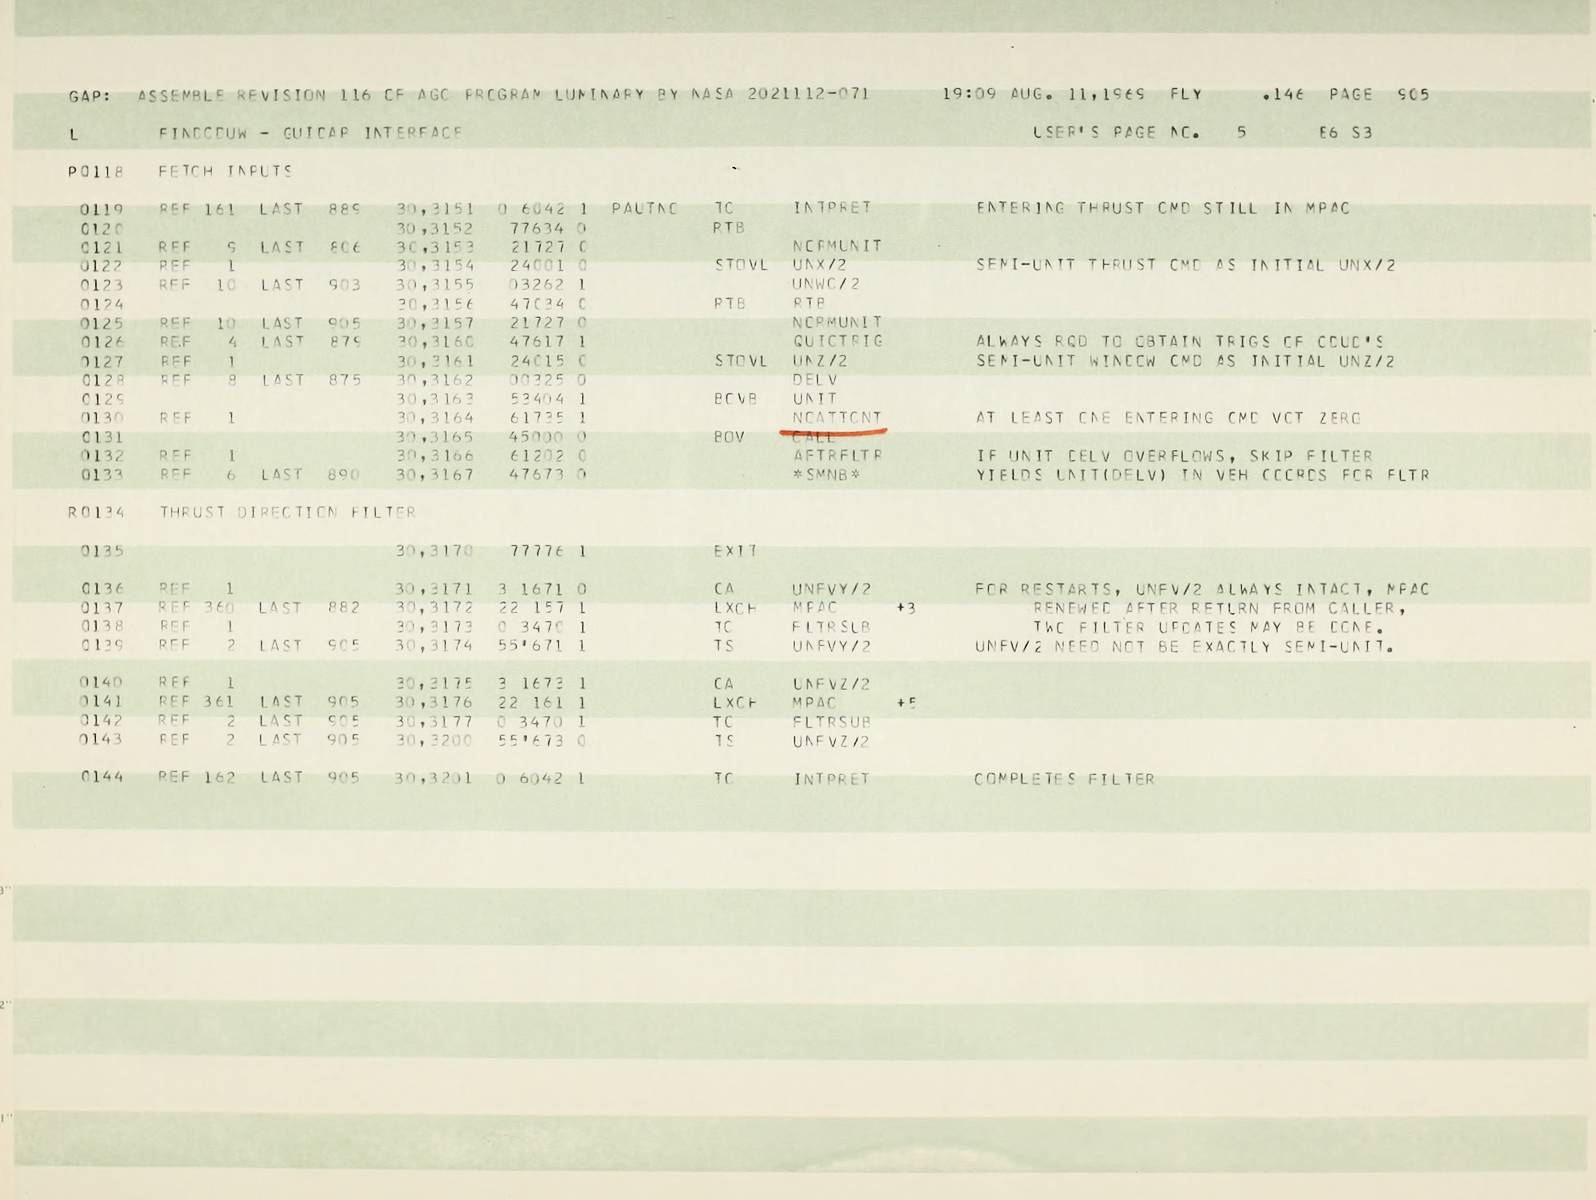 GAP: ASSEMBLE REVISION 116 OF AGC PROGRAM LUMINARY BY NASA 2021112-071 19:09 AUG. 11,1969 FLY .146 PAGE 905
L FINDCDUW - GUIDAP INTERFACE USER'S PAGE NO. 5 E6 S3
P0118 FETCH INPUTS
0119 REF 161 LAST 889 30,3151 0 6042 1 PAUTNO TC INTPRET ENTERING THRUST CMD STILL IN MPAC
0120 30,3152 77634 0 RTB
0121 REF 9 LAST 806 30,3153 21727 0 NORMUNIT
0122 REF 1 30,3154 24001 0 STOVL UNX/2 SEMI-UNIT THRUST CMD AS INITIAL UNX/2
0123 REF 10 LAST 903 30,3155 03262 1 UNWC/2
0124 30,3156 47034 0 RTB RTB
0125 REF 10 LAST 905 30,3157 21727 0 NORMUNIT
0126 REF 4 LAST 879 30,3160 47617 1 QUICTRIG ALWAYS RQD TO OBTAIN TRIGS OF CDUD'S
0127 REF 1 30,3161 24015 0 STOVL UNZ/2 SEMI-UNIT WINDOW CMD AS INITIAL UNZ/2
0128 REF 8 LAST 875 30,3162 00325 0 DELV
0129 30,3163 53404 1 BOVB UNIT
0130 REF 1 30,3164 61735 1 NOATTCNT AT LEAST ONE ENTERING CMD VCT ZERO
0131 30,3165 45000 0 BOV CALL
0132 REF 1 30,3166 61202 0 AFTRFLTR IF UNIT DELV OVERFLOWS, SKIP FILTER
0133 REF 6 LAST 890 30,3167 47673 0 *SMNB* YIELDS UNIT(DELV) IN VEH COORDS FOR FLTR
R0134 THRUST DIRECTION FILTER
0135 30,3170 77776 1 EXIT
0136 REF 1 30,3171 3 1671 0 CA UNFVY/2 FOR RESTARTS, UNFV/2 ALWAYS INTACT, MPAC
0137 REF 360 LAST 882 30,3172 22 157 1 LXCH MPAC +3 RENEWED AFTER RETURN FROM CALLER,
0138 REF 1 30,3173 0 3470 1 TC FLTRSUB TWO FILTER UPDATES MAY BE DONE.
0139 REF 2 LAST 905 30,3174 55'671 1 TS UNFVY/2 UNFV/2 NEED NOT BE EXACTLY SEMI-UNIT.
0140 REF 1 30,3175 3 1673 1 CA UNFVZ/2
0141 REF 361 LAST 905 30,3176 22 161 1 LXCH MPAC +5
0142 REF 2 LAST 905 30,3177 0 3470 1 TC FLTRSUB
0143 REF 2 LAST 905 30,3200 55'673 0 TS UNFVZ/2
0144 REF 162 LAST 905 30,3201 0 6042 1 TC INTPRET COMPLETES FILTER
3"
2"
1"